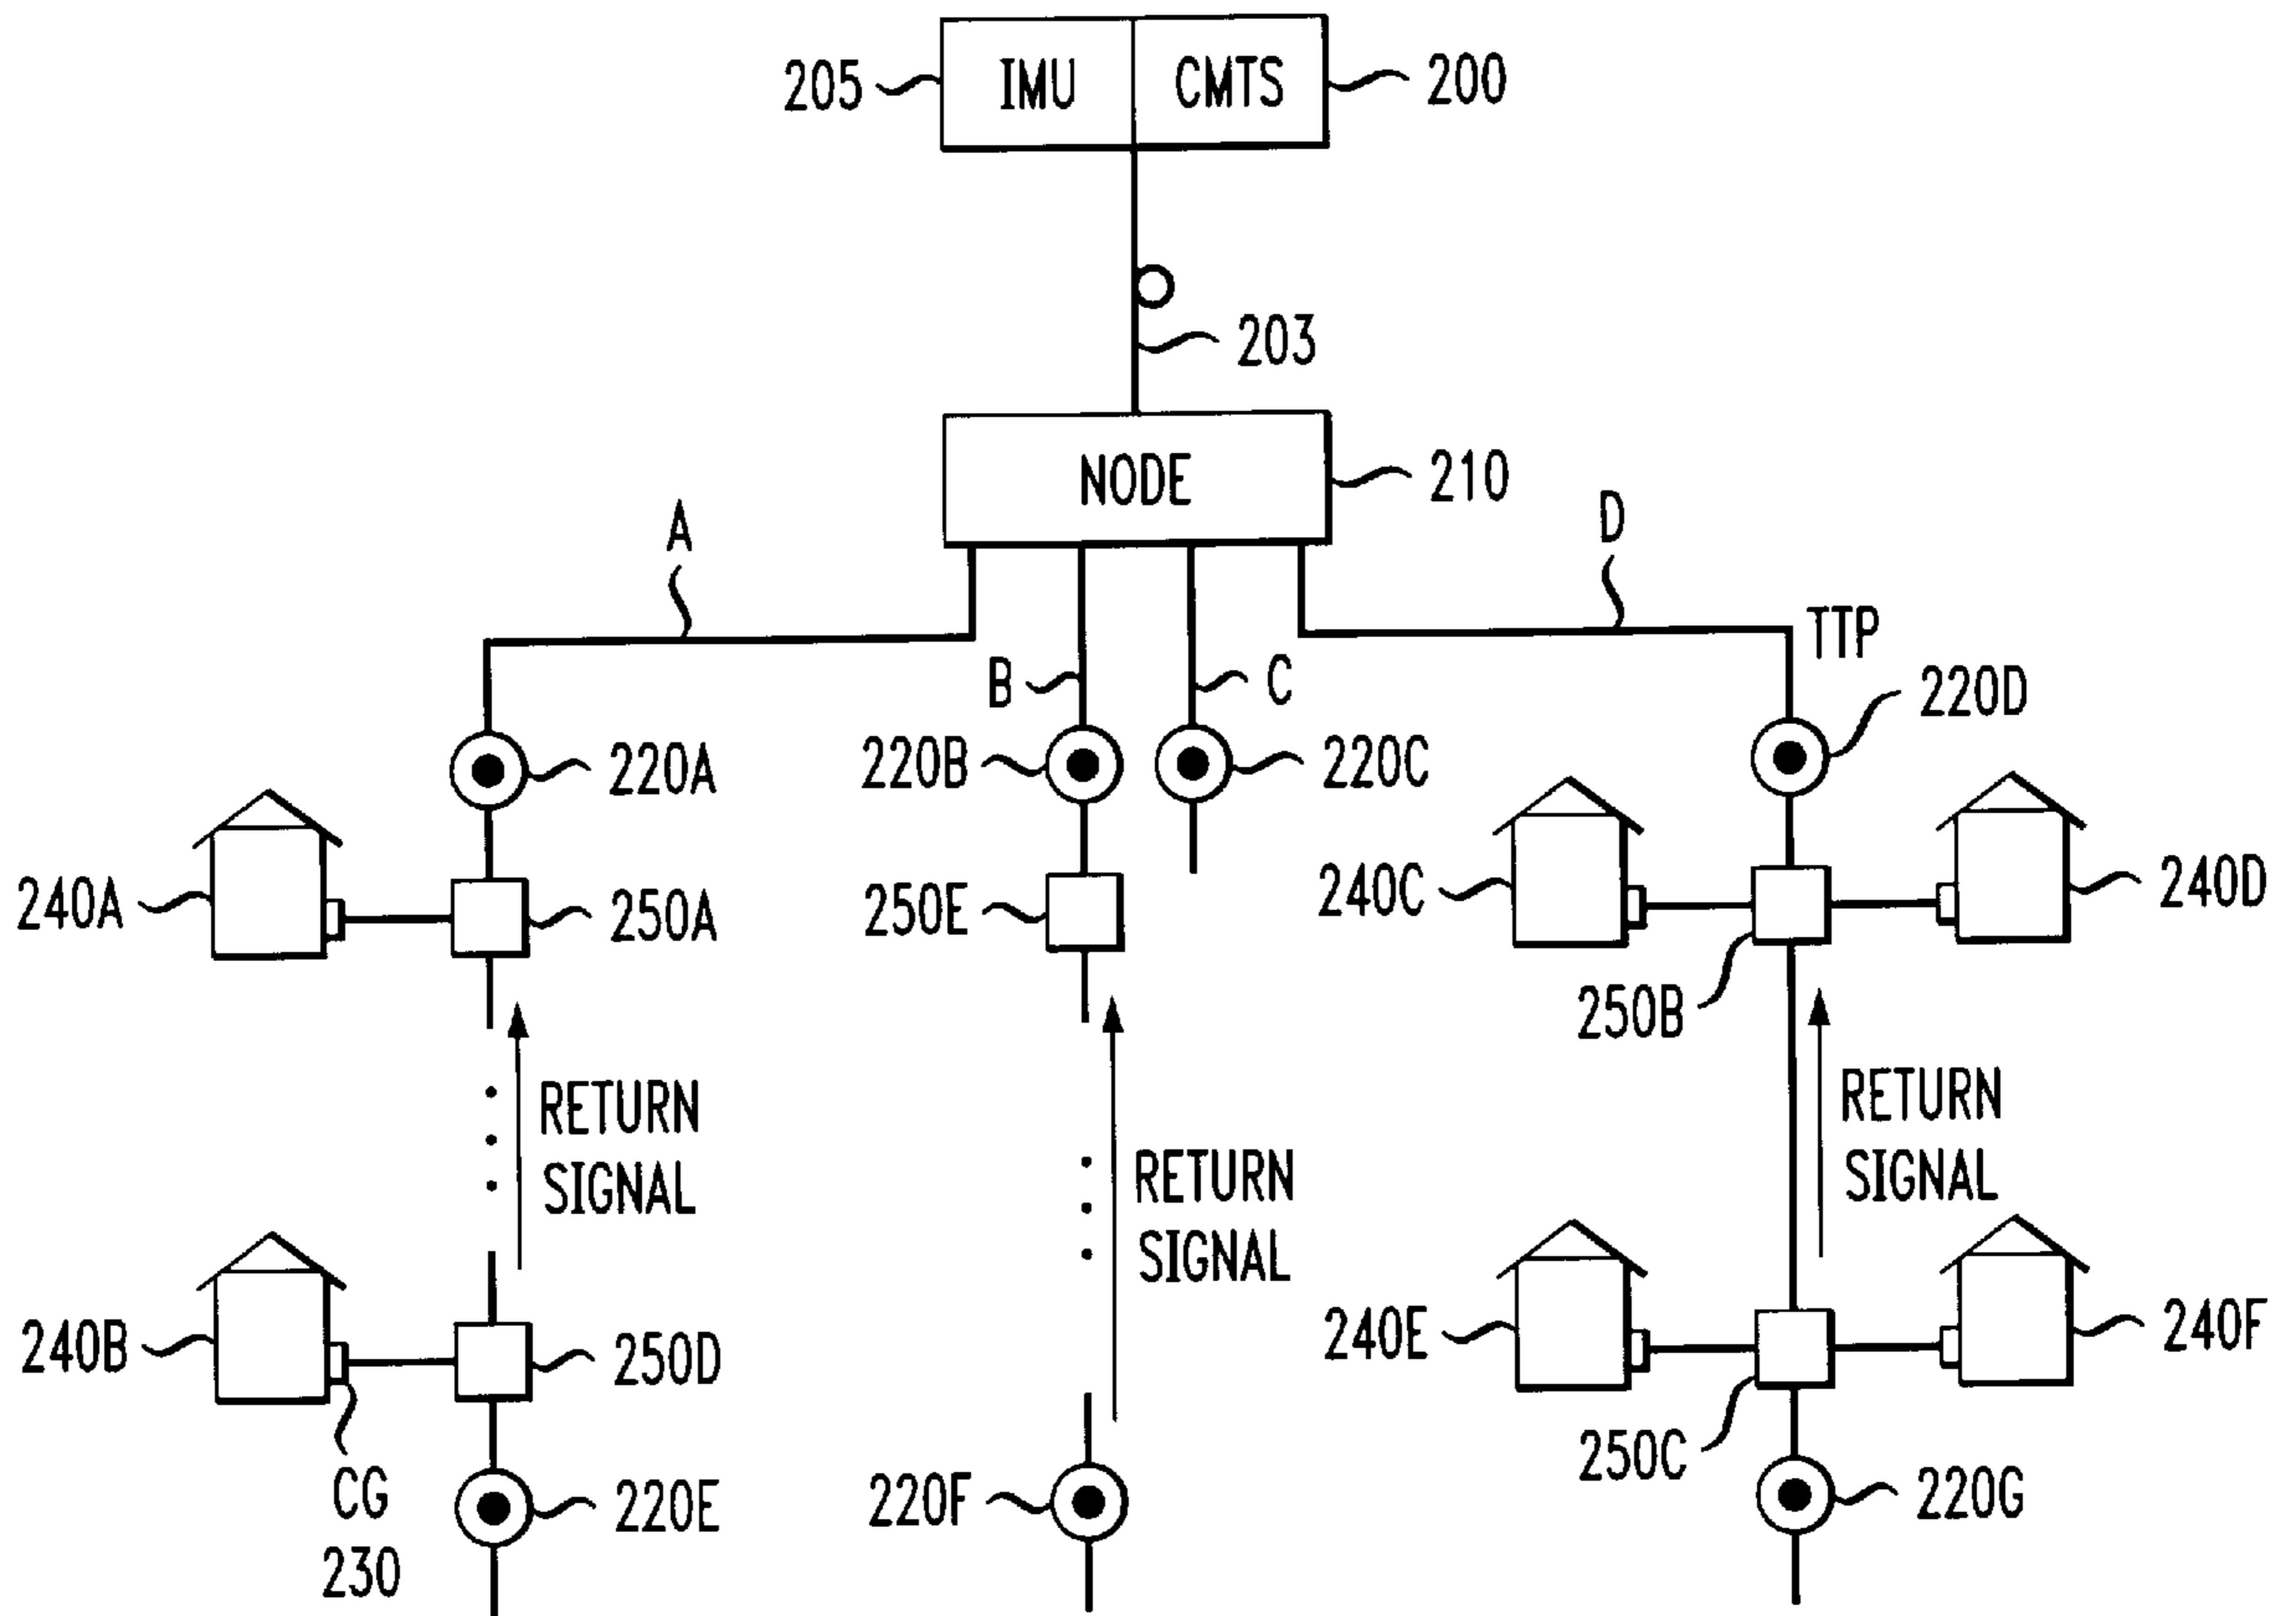 205 IMU CMTS 200
203
NODE 210
A
D
TTP
B C
220D
220A 220B 220C
240A 250A 250E 240C 240D
250B
RETURN
SIGNAL
RETURN
SIGNAL
RETURN
SIGNAL
240B 250D 240E 240F
250C
CG
230
220E 220F 220G